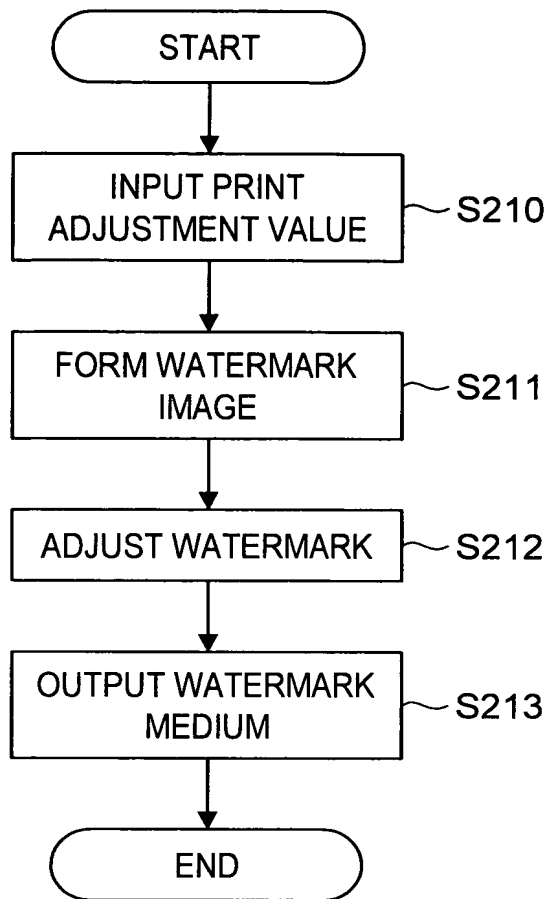 START
INPUT PRINT
ADJUSTMENT VALUE
S210
FORM WATERMARK
IMAGE
S211
ADJUST WATERMARK
S212
OUTPUT WATERMARK
MEDIUM
S213
END